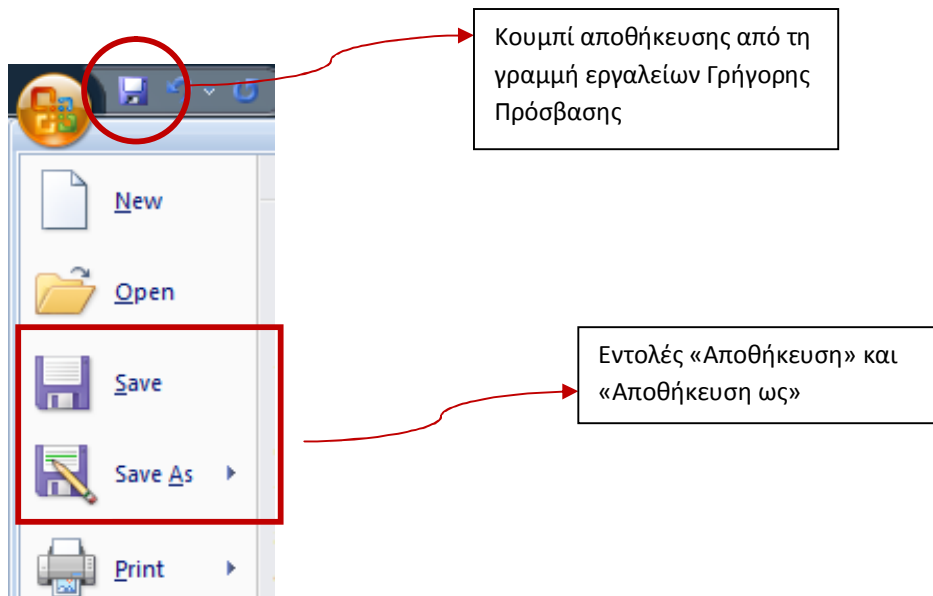 Κουμπί αποθήκευσης από τη
γραμμή εργαλείων Γρήγορης
Πρόσβασης
New
Open
Save
Save As
Print
Εντολές «Αποθήκευση» και
«Αποθήκευση ως»